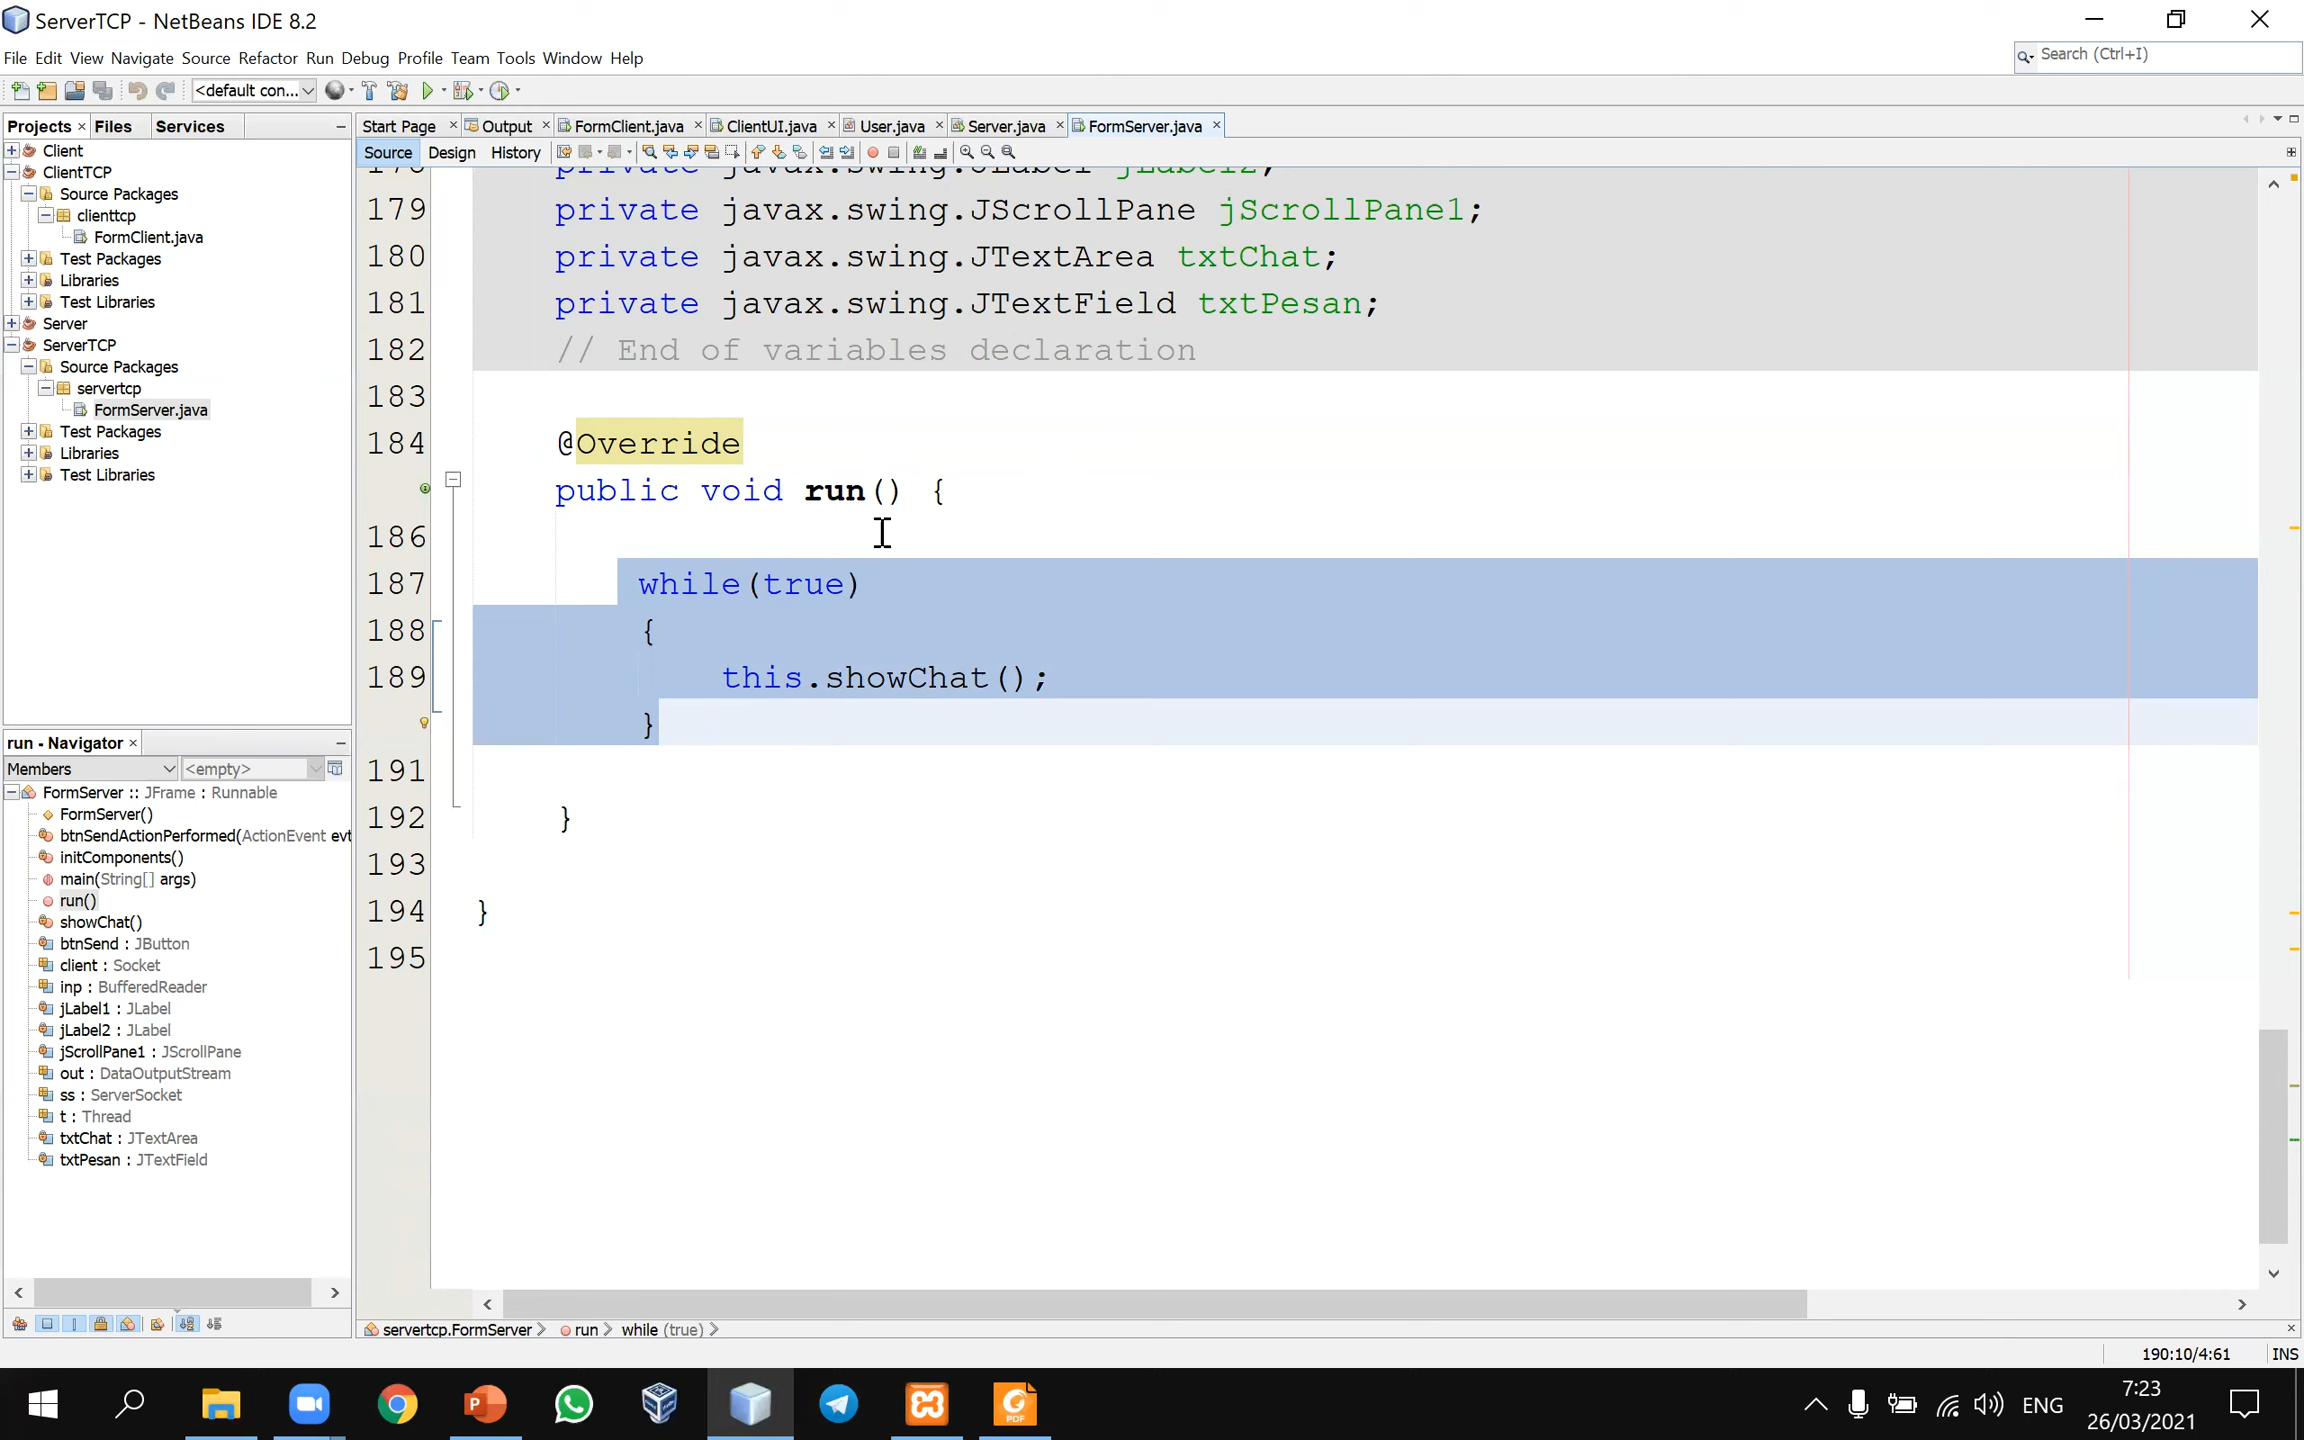 ServerTCP - NetBeans IDE 8.2
File Edit View Navigate Source Refactor Run Debug Profile Team Tools Window Help
Search (Ctrl+I)
<default con...
Projects Files Services
Start Page Output FormClient.java ClientUI.java User.java Server.java FormServer.java
Source Design History
Client
ClientTCP
Source Packages
clienttcp
FormClient.java
Test Packages
Libraries
Test Libraries
Server
ServerTCP
Source Packages
servertcp
FormServer.java
Test Packages
Libraries
Test Libraries
178 private javax.swing.JLabel jLabel2;
179 private javax.swing.JScrollPane jScrollPane1;
180 private javax.swing.JTextArea txtChat;
181 private javax.swing.JTextField txtPesan;
182 // End of variables declaration
183
184 @Override
public void run() {
186
187 while(true)
188 {
189 this.showChat();
}
191
192 }
193
194 }
195
run - Navigator
Members <empty>
FormServer :: JFrame : Runnable
FormServer()
btnSendActionPerformed(ActionEvent evt
initComponents()
main(String[] args)
run()
showChat()
btnSend : JButton
client : Socket
inp : BufferedReader
jLabel1 : JLabel
jLabel2 : JLabel
jScrollPane1 : JScrollPane
out : DataOutputStream
ss : ServerSocket
t : Thread
txtChat : JTextArea
txtPesan : JTextField
servertcp.FormServer run while (true)
190:10/4:61 INS
PDF
ENG
7:23
26/03/2021